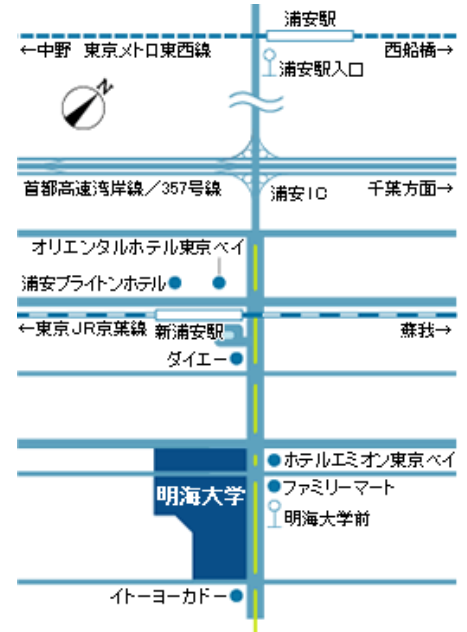 浦安駅
←中野 東京メトロ東西線
西船橋→
浦安駅入口
N
首都高速湾岸線／357号線
浦安IC
千葉方面→
オリエンタルホテル東京ベイ
浦安ブライトンホテル
←東京JR京葉線
新浦安駅
蘇我→
ダイエー
ホテルエミオン東京ベイ
明海大学
ファミリーマート
明海大学前
イトーヨーカドー